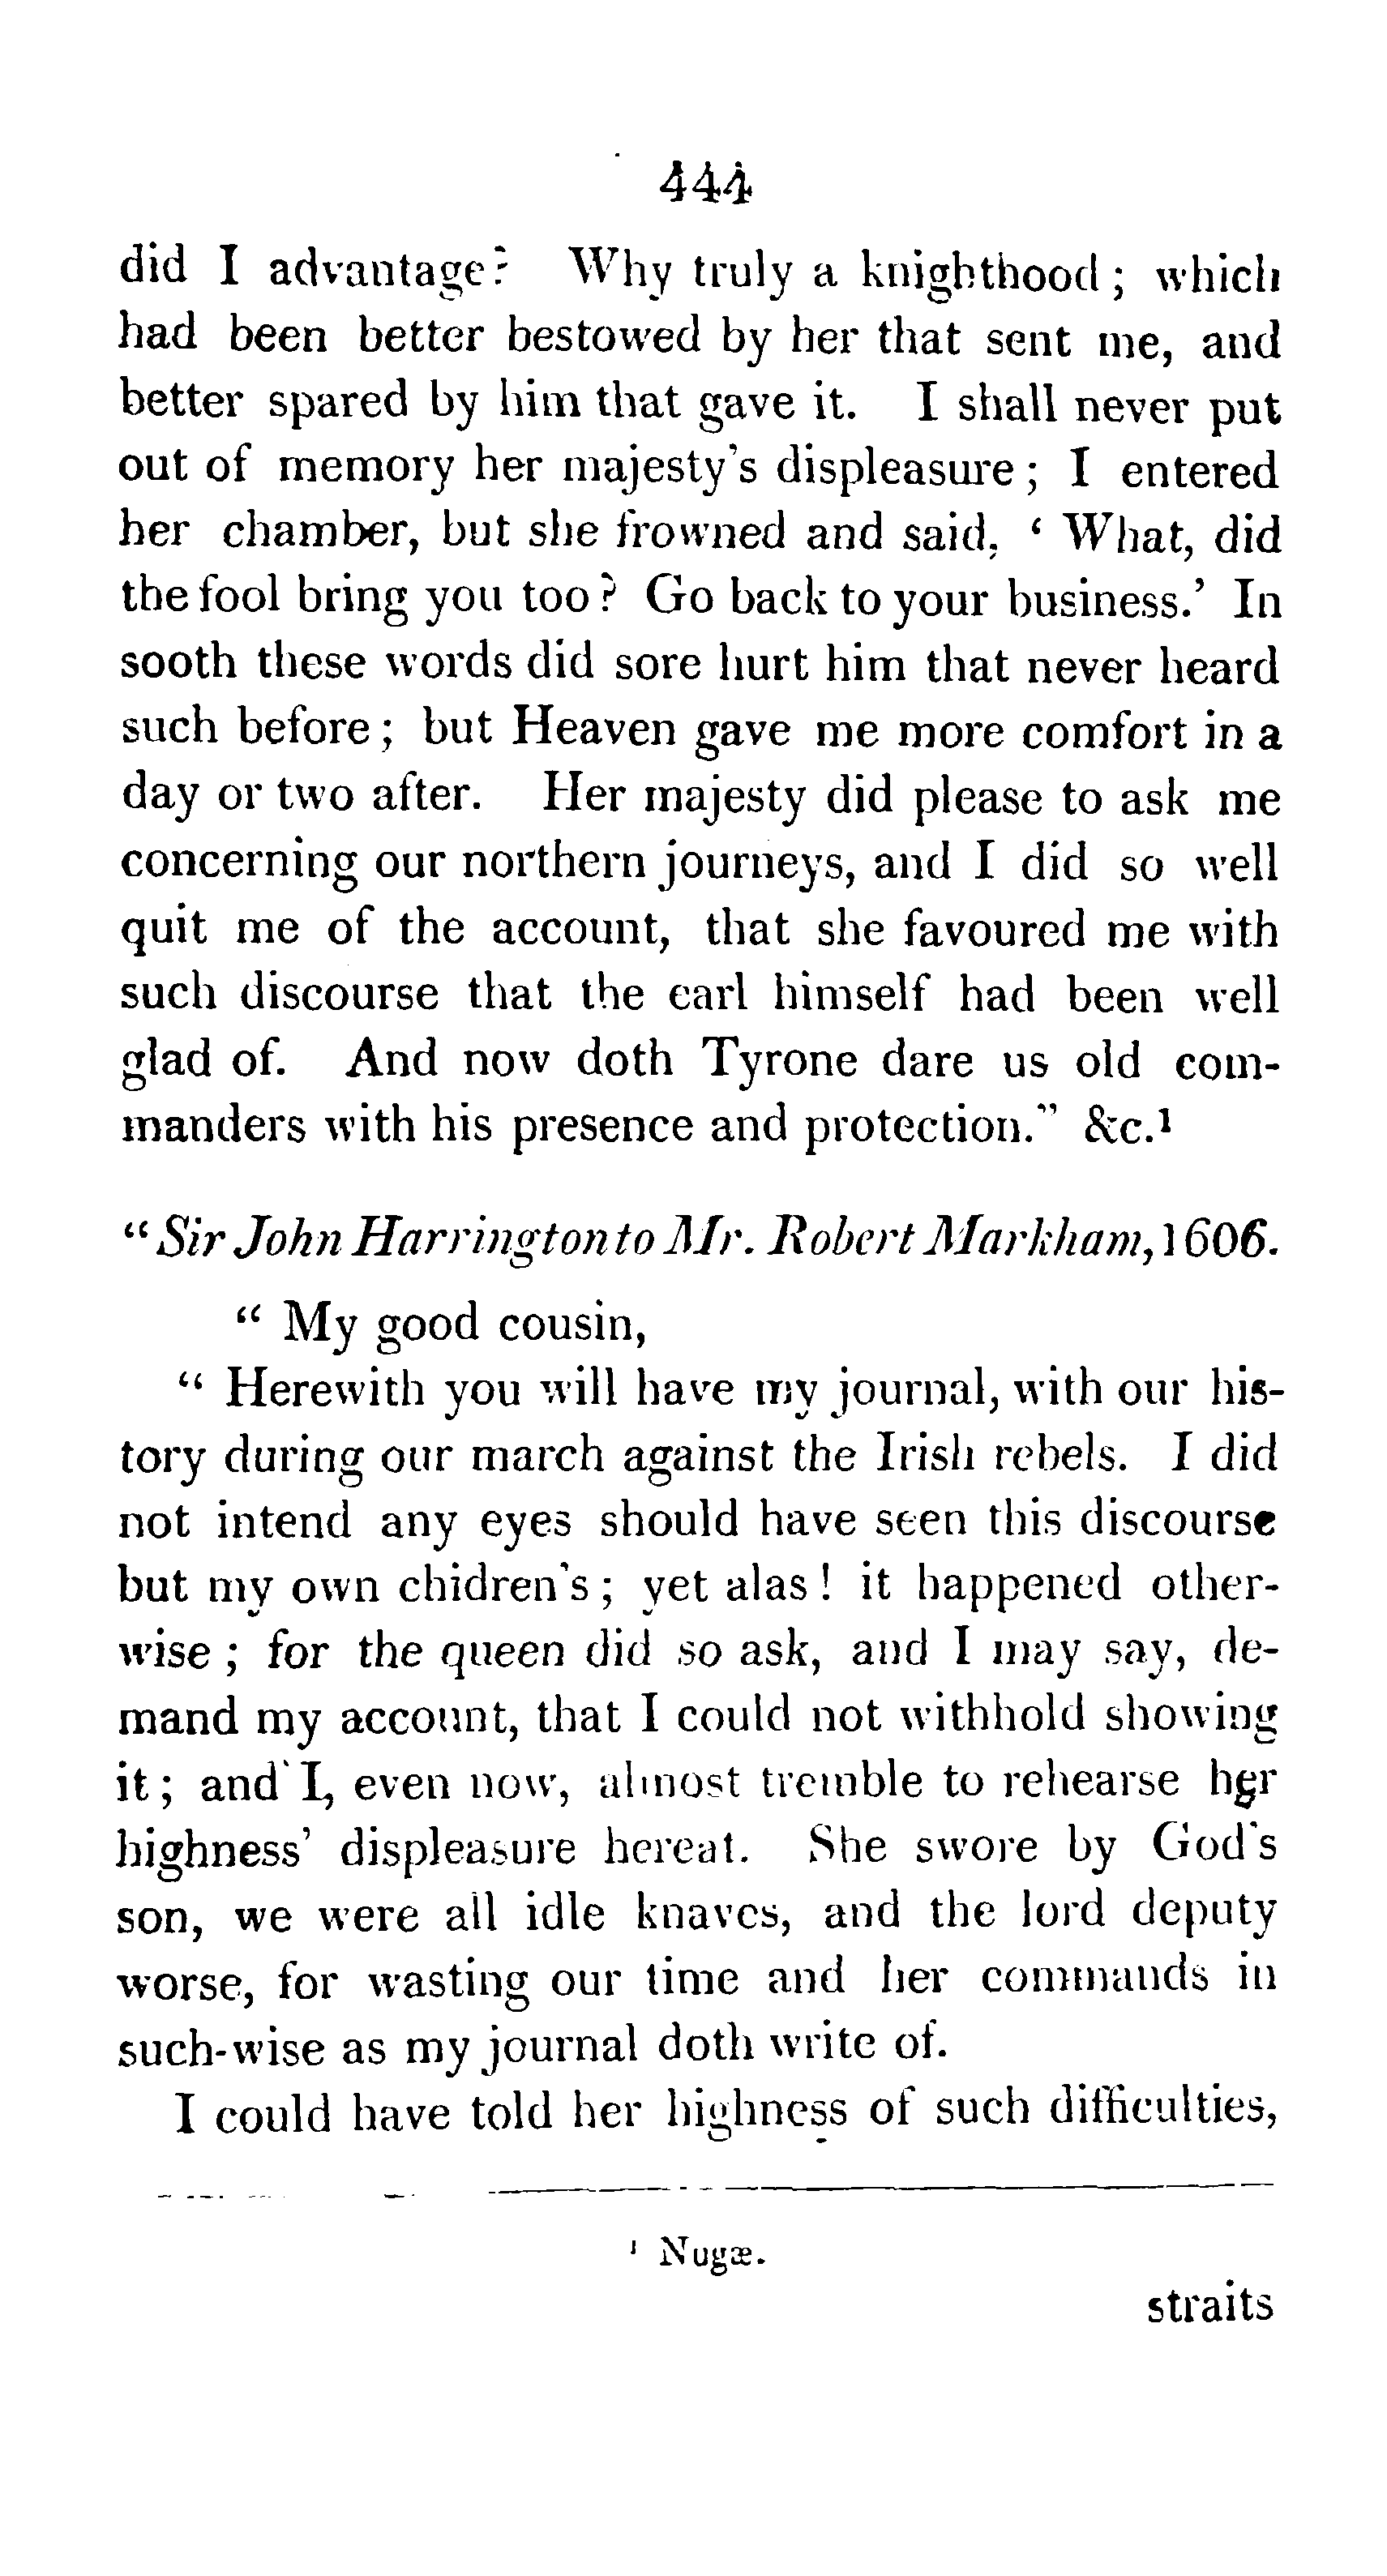 444
did I advantage? Why truly a knighthood; which
had been better bestowed by her that sent me, and
better spared by him that gave it. I shall never put
out of memory her majesty's displeasure; I entered
her chamber, but she frowned and said, ‘ What, did
the fool bring you too? Go back to your business.’ In
sooth these words did sore hurt him that never heard
such before; but Heaven gave me more comfort in a
day or two after. Her majesty did please to ask me
concerning our northern journeys, and I did so well
quit me of the account, that she favoured me with
such discourse that the earl himself had been well
glad of. And now doth Tyrone dare us old com-
manders with his presence and protection.” &c.¹
“ Sir John Harrington to Mr. Robert Markham, 1606.
“ My good cousin,
“ Herewith you will have my journal, with our his-
tory during our march against the Irish rebels. I did
not intend any eyes should have seen this discourse
but my own chidren's; yet alas! it happened other-
wise; for the queen did so ask, and I may say, de-
mand my account, that I could not withhold showing
it; and I, even now, almost tremble to rehearse her
highness’ displeasure hereat. She swore by God's
son, we were all idle knaves, and the lord deputy
worse, for wasting our time and her commands in
such-wise as my journal doth write of.
I could have told her highness of such difficulties,
¹ Nugæ.
straits